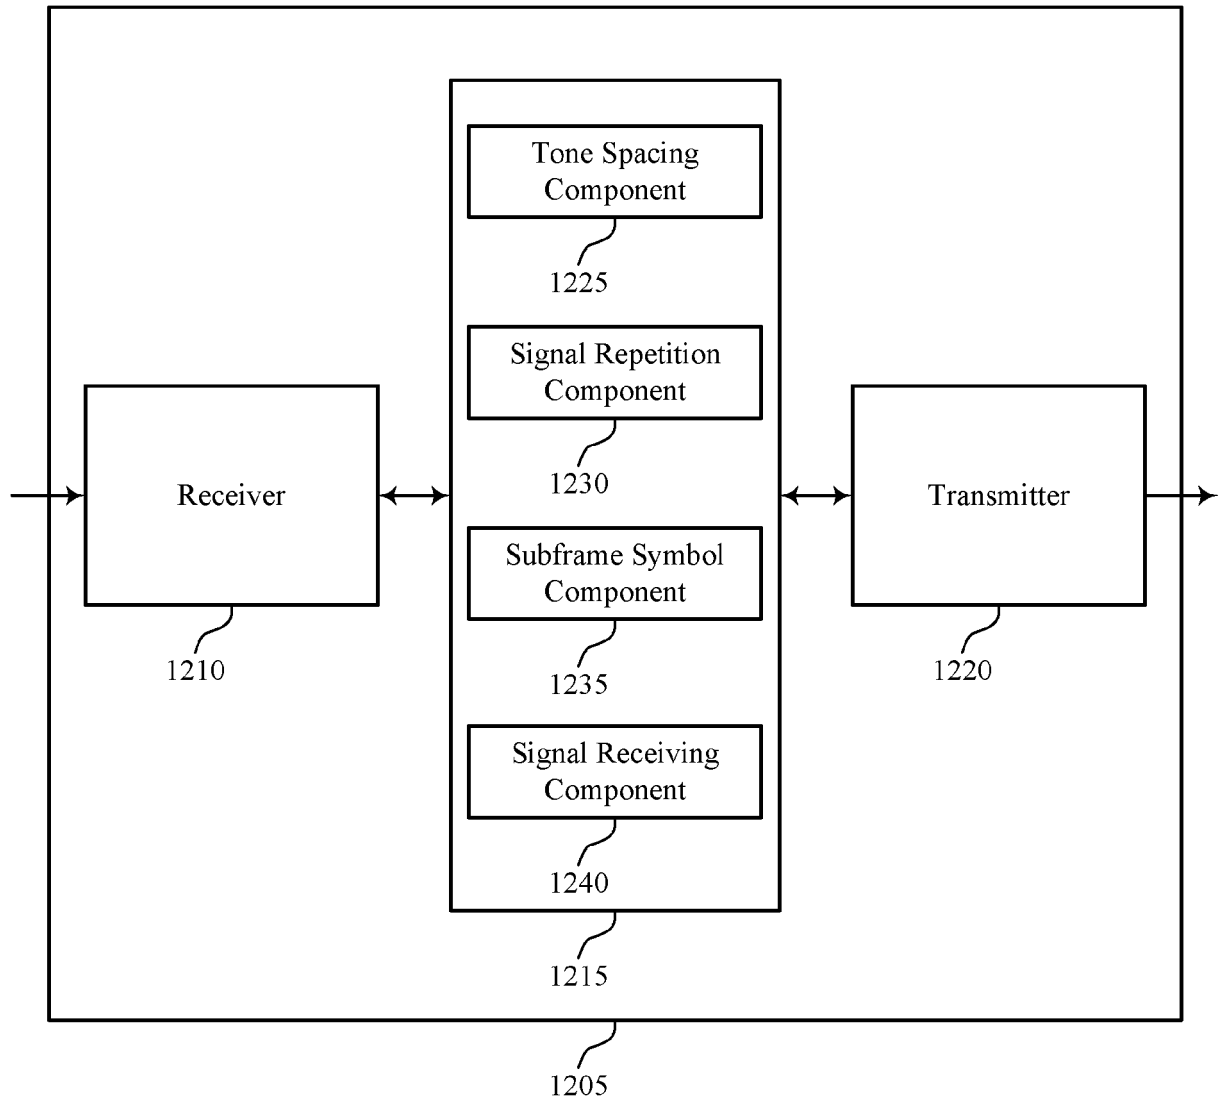 Tone Spacing
Component
1225
Signal Repetition
Component
1230
Receiver
1210
Transmitter
1220
Subframe Symbol
Component
1235
Signal Receiving
Component
1240
1215
1205